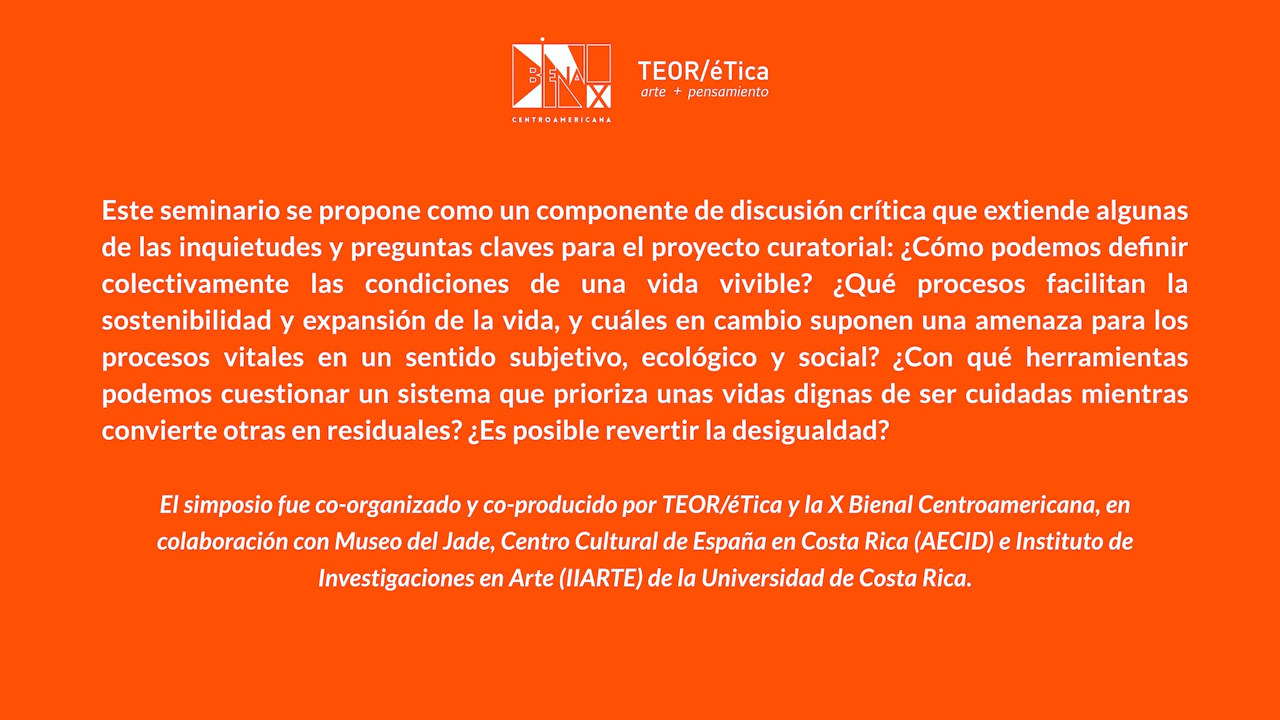 BIENAL
X
CENTROAMERICANA
TEOR/éTica
arte + pensamiento
Este seminario se propone como un componente de discusión crítica que extiende algunas
de las inquietudes y preguntas claves para el proyecto curatorial: ¿Cómo podemos definir
colectivamente las condiciones de una vida vivible? ¿Qué procesos facilitan la
sostenibilidad y expansión de la vida, y cuáles en cambio suponen una amenaza para los
procesos vitales en un sentido subjetivo, ecológico y social? ¿Con qué herramientas
podemos cuestionar un sistema que prioriza unas vidas dignas de ser cuidadas mientras
convierte otras en residuales? ¿Es posible revertir la desigualdad?
El simposio fue co-organizado y co-producido por TEOR/éTica y la X Bienal Centroamericana, en
colaboración con Museo del Jade, Centro Cultural de España en Costa Rica (AECID) e Instituto de
Investigaciones en Arte (IIARTE) de la Universidad de Costa Rica.